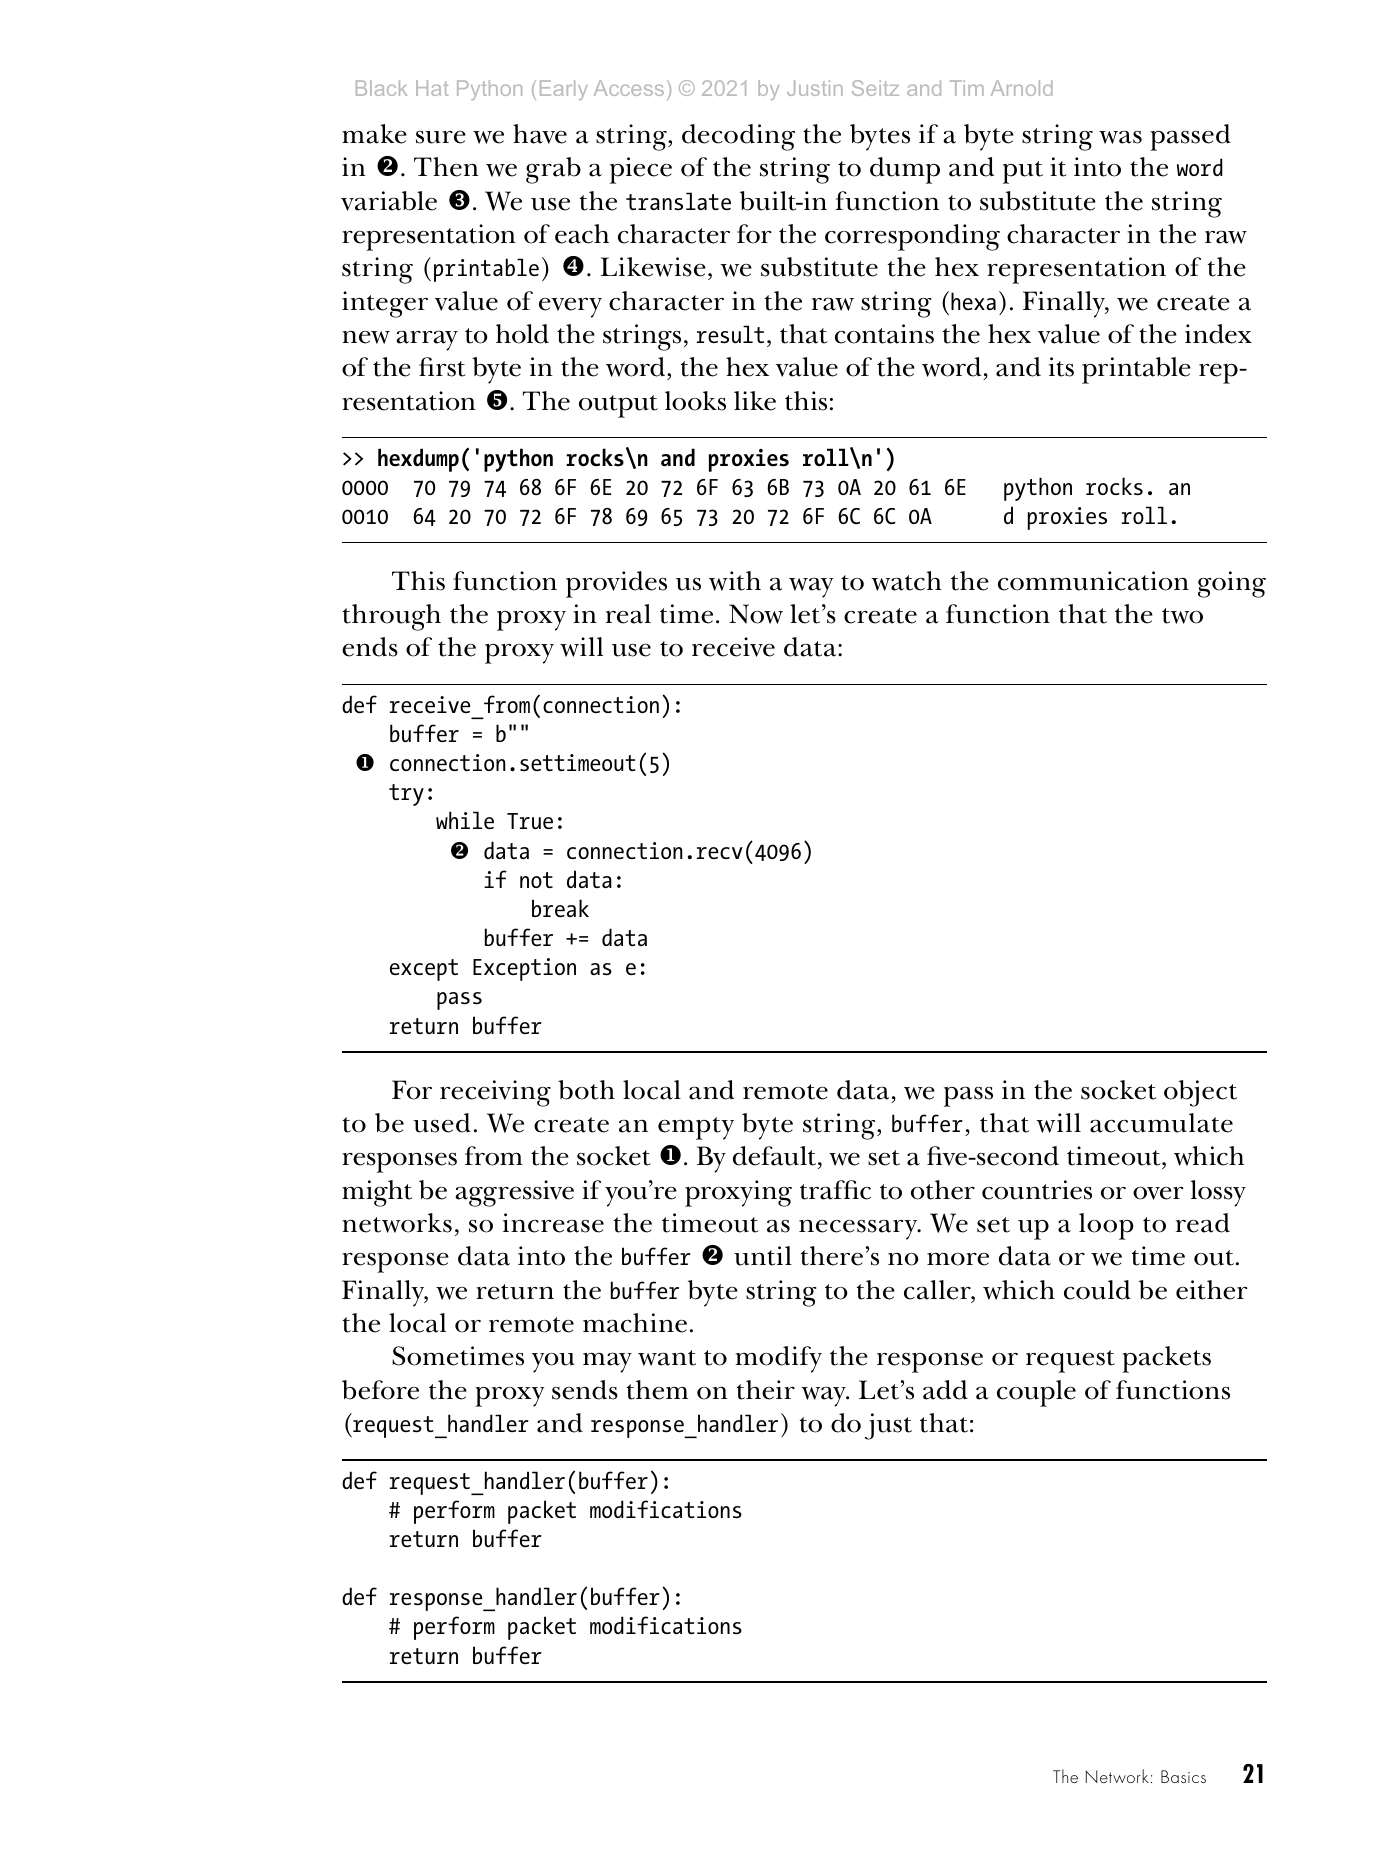 Black Hat Python (Early Access) © 2021 by Justin Seitz and Tim Arnold
make sure we have a string, decoding the bytes if a byte string was passed
in ❷. Then we grab a piece of the string to dump and put it into the word
variable ❸. We use the translate built-in function to substitute the string
representation of each character for the corresponding character in the raw
string (printable) ❹. Likewise, we substitute the hex representation of the
integer value of every character in the raw string (hexa). Finally, we create a
new array to hold the strings, result, that contains the hex value of the index
of the first byte in the word, the hex value of the word, and its printable rep-
resentation ❺. The output looks like this:
>> hexdump('python rocks\n and proxies roll\n')
0000  70 79 74 68 6F 6E 20 72 6F 63 6B 73 0A 20 61 6E   python rocks. an
0010  64 20 70 72 6F 78 69 65 73 20 72 6F 6C 6C 0A      d proxies roll.
This function provides us with a way to watch the communication going
through the proxy in real time. Now let’s create a function that the two
ends of the proxy will use to receive data:
def receive_from(connection):
    buffer = b""
❶ connection.settimeout(5)
    try:
        while True:
        ❷ data = connection.recv(4096)
            if not data:
                break
            buffer += data
    except Exception as e:
        pass
    return buffer
For receiving both local and remote data, we pass in the socket object
to be used. We create an empty byte string, buffer, that will accumulate
responses from the socket ❶. By default, we set a five-second timeout, which
might be aggressive if you’re proxying traffic to other countries or over lossy
networks, so increase the timeout as necessary. We set up a loop to read
response data into the buffer ❷ until there’s no more data or we time out.
Finally, we return the buffer byte string to the caller, which could be either
the local or remote machine.
Sometimes you may want to modify the response or request packets
before the proxy sends them on their way. Let’s add a couple of functions
(request_handler and response_handler) to do just that:
def request_handler(buffer):
    # perform packet modifications
    return buffer
def response_handler(buffer):
    # perform packet modifications
    return buffer
The Network: Basics 21